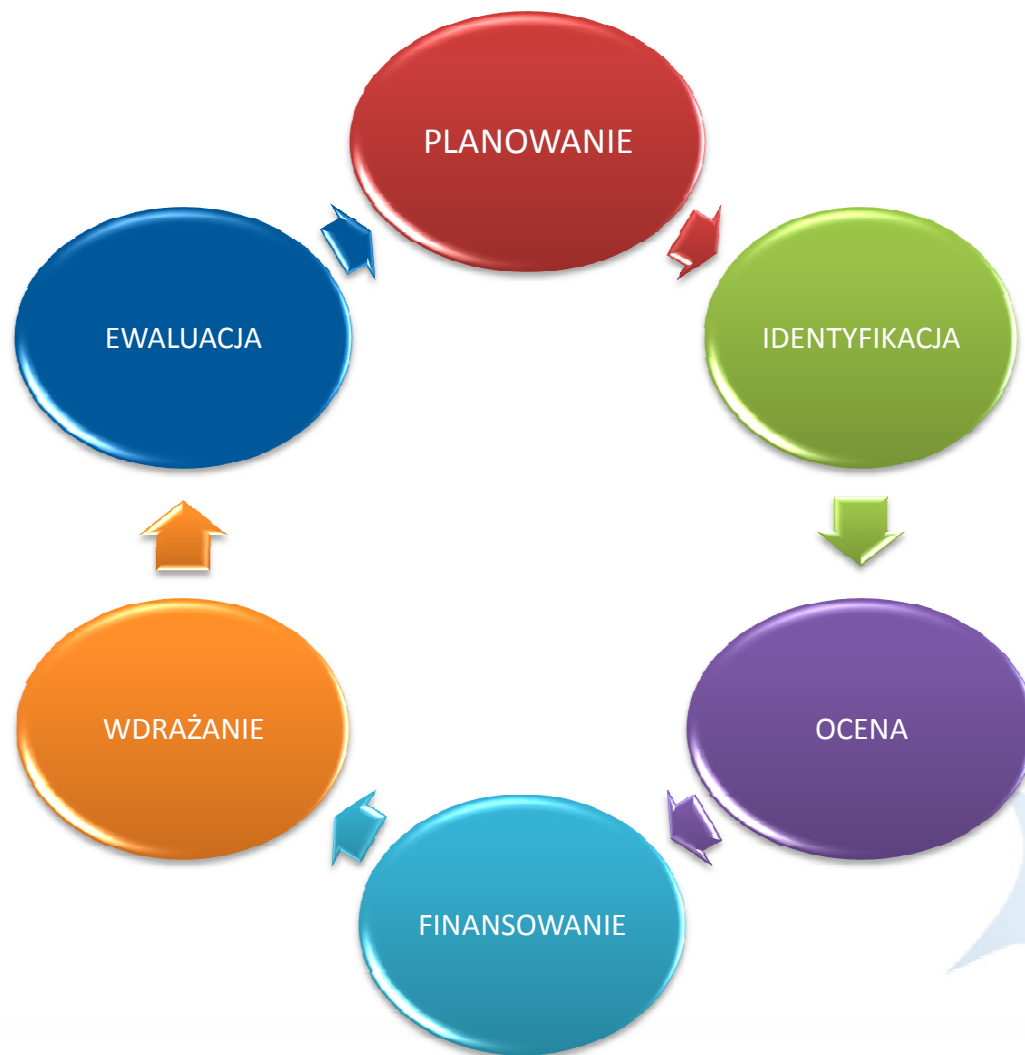 PLANOWANIE
IDENTYFIKACJA
OCENA
FINANSOWANIE
WDRAŻANIE
EWALUACJA